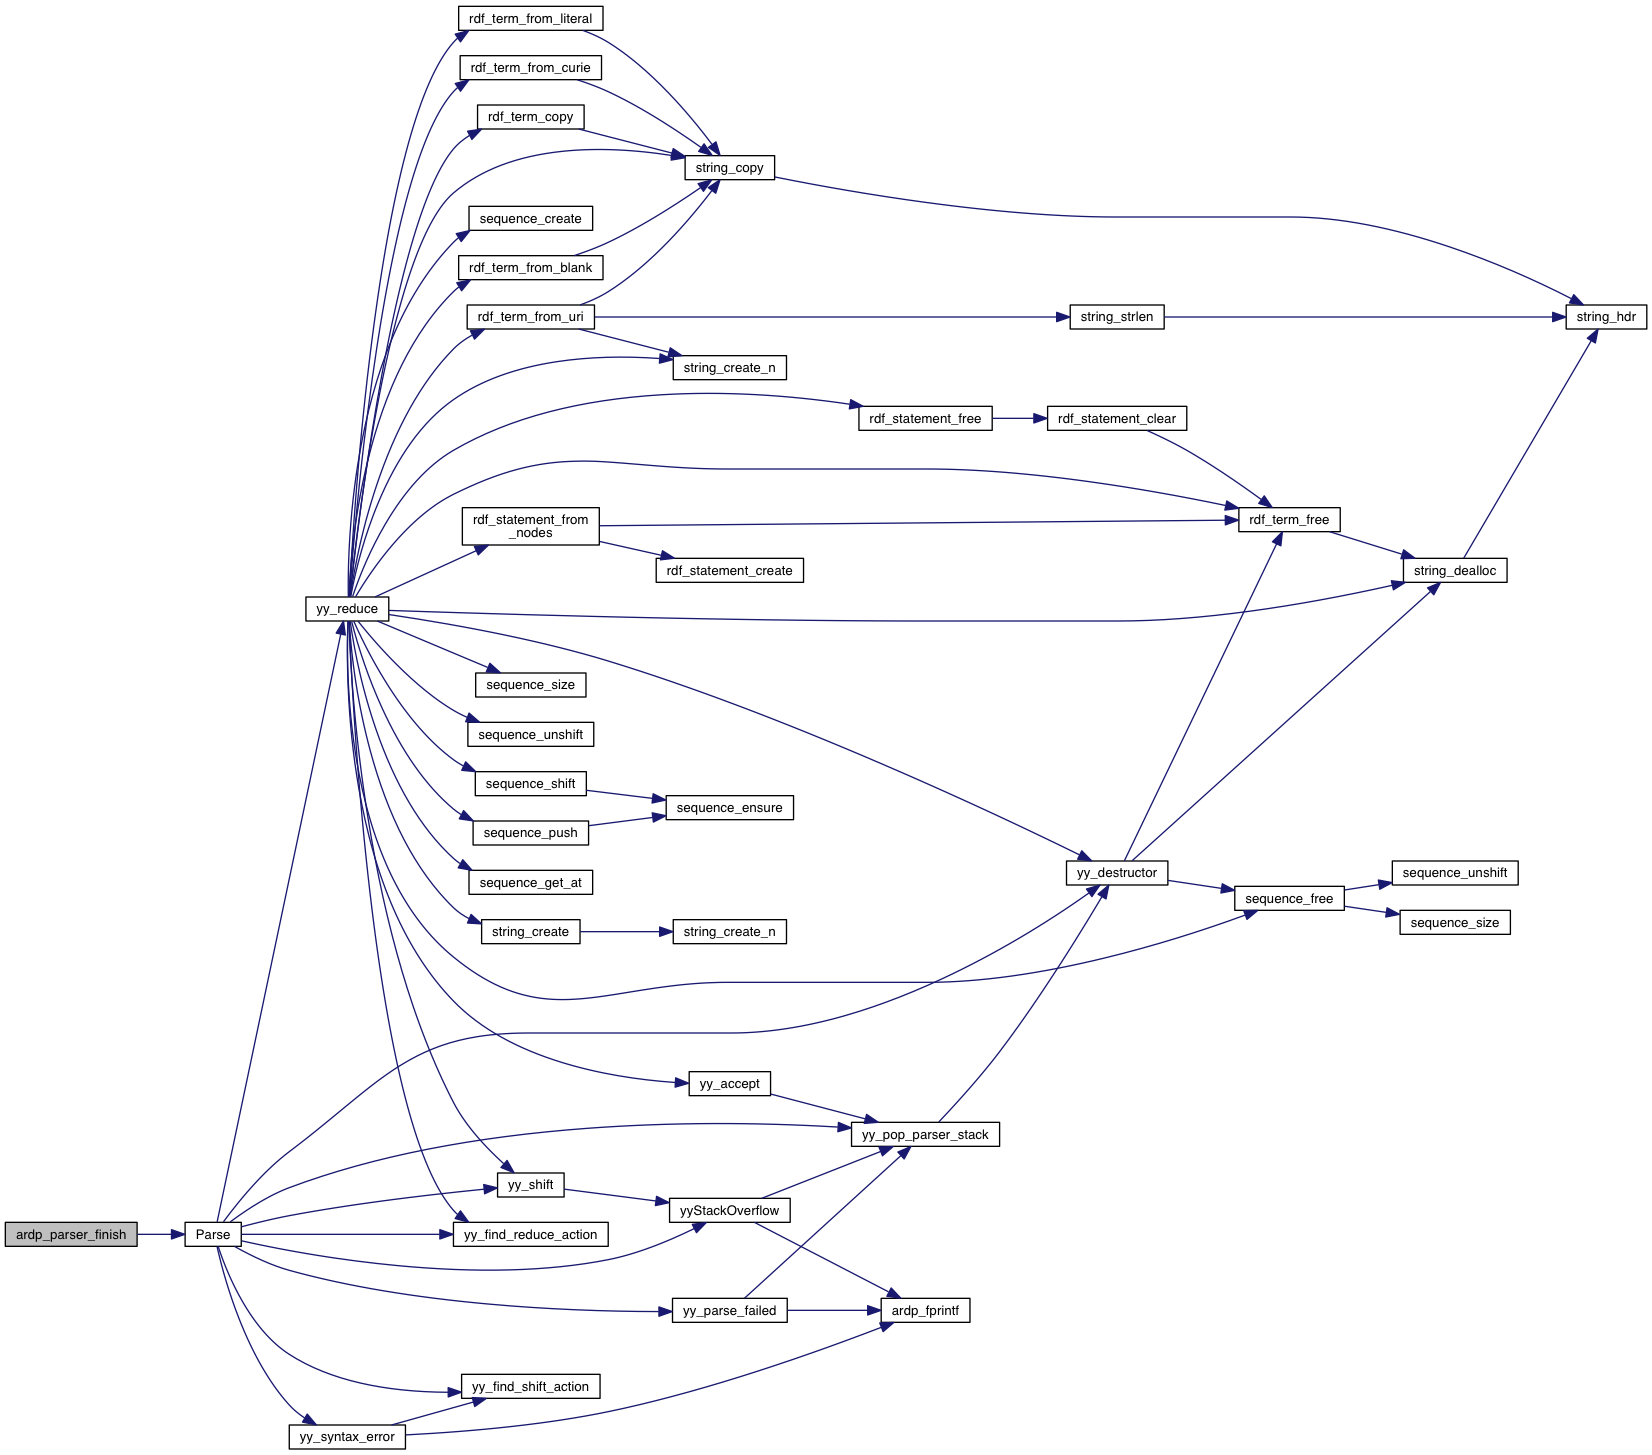 rdf_term_from_literal
rdf_term_from_curie
rdf_term_copy
string_copy
sequence_create
rdf_term_from_blank
rdf_term_from_uri
string_strlen
string_hdr
string_create_n
rdf_statement_free
rdf_statement_clear
rdf_statement_from
_nodes
rdf_term_free
rdf_statement_create
string_dealloc
yy_reduce
sequence_size
sequence_unshift
sequence_shift
sequence_ensure
sequence_push
yy_destructor
sequence_unshift
sequence_get_at
sequence_free
sequence_size
string_create
string_create_n
yy_accept
yy_pop_parser_stack
yy_shift
yyStackOverflow
ardp_parser_finish
Parse
yy_find_reduce_action
yy_parse_failed
ardp_fprintf
yy_find_shift_action
yy_syntax_error